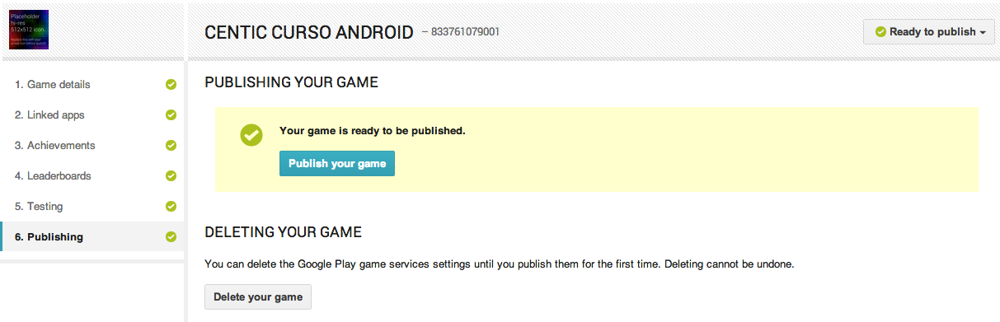 Placeholder
hi-res
512x512 icon.
CENTIC CURSO ANDROID – 833761079001
Ready to publish
1. Game details
2. Linked apps
3. Achievements
4. Leaderboards
5. Testing
6. Publishing
PUBLISHING YOUR GAME
Your game is ready to be published.
Publish your game
DELETING YOUR GAME
You can delete the Google Play game services settings until you publish them for the first time. Deleting cannot be undone.
Delete your game